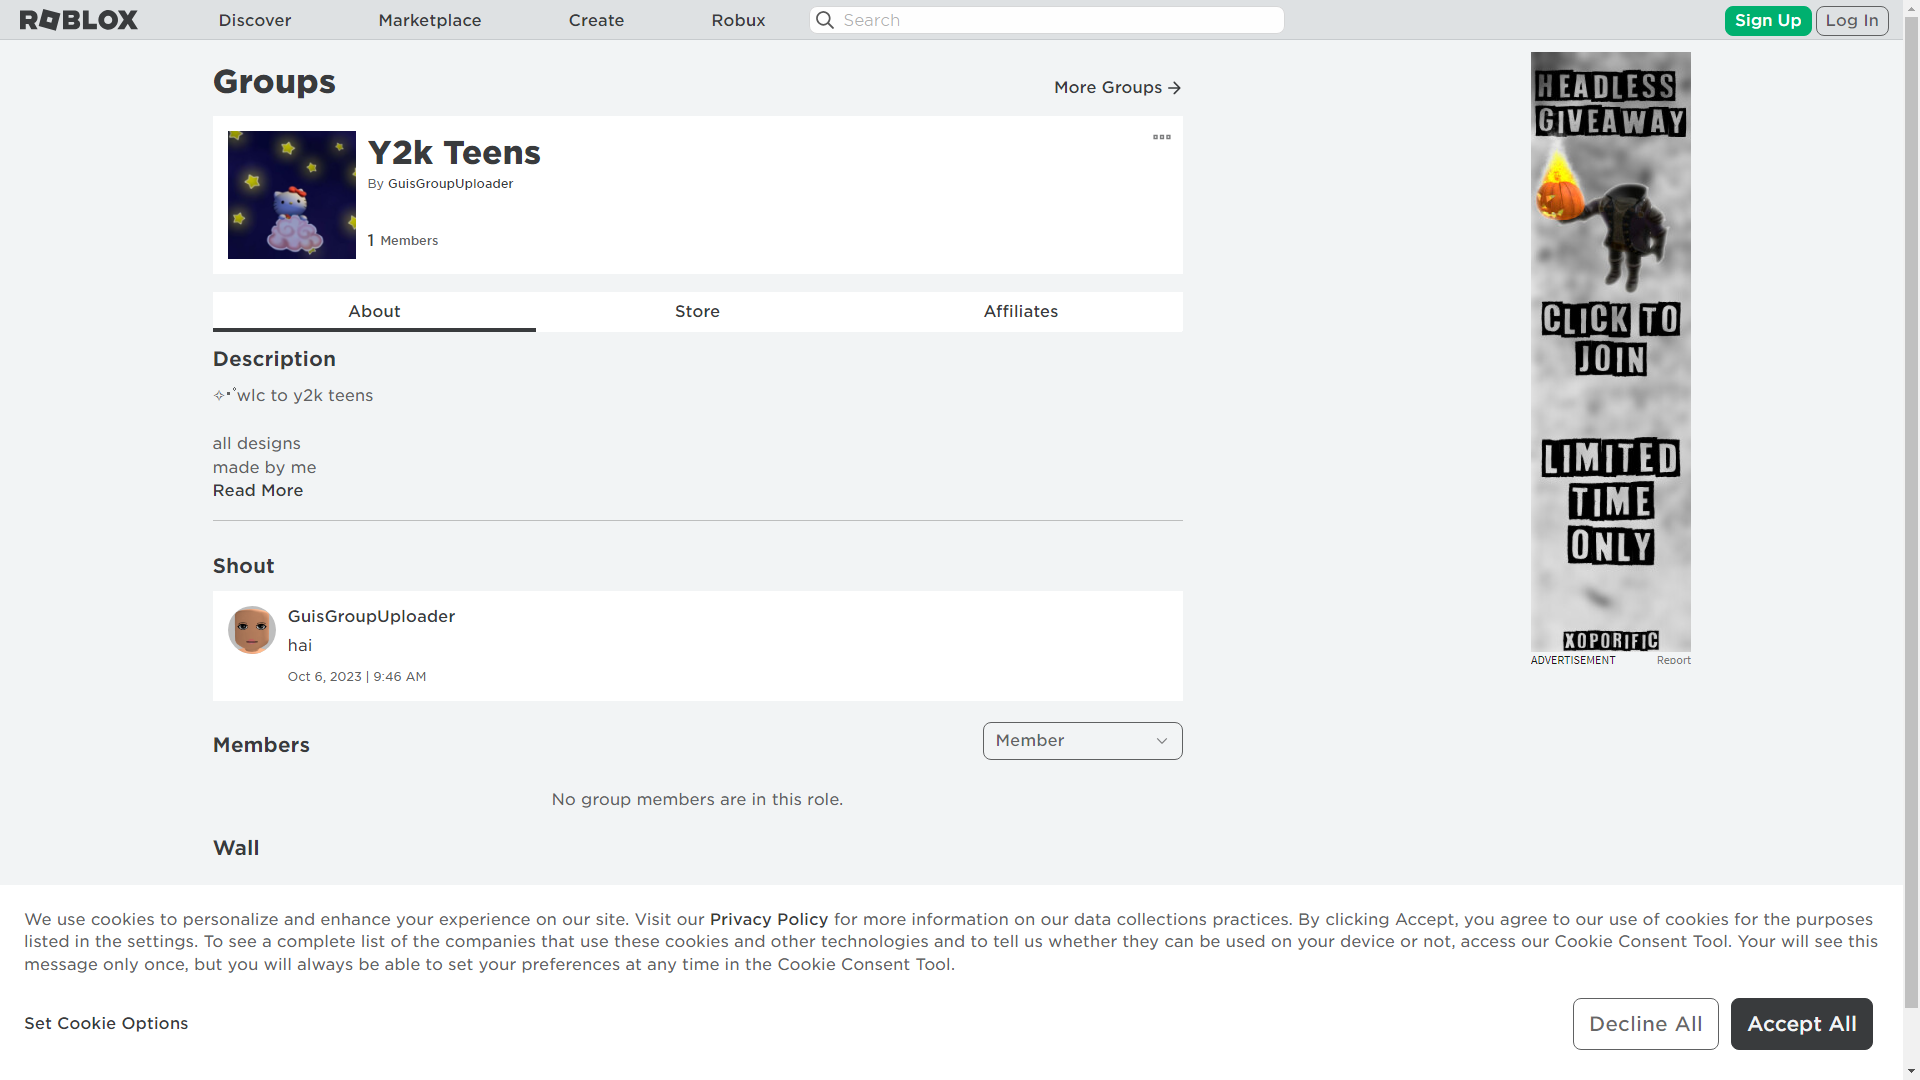 ROBLOX
Discover
Marketplace
Create
Robux
Search
Sign Up
Log In
Groups
More Groups
Y2k Teens
By GuisGroupUploader
1 Members
About
Store
Affiliates
Description
✧･ﾟwlc to y2k teens
all designs
made by me
Read More
Shout
GuisGroupUploader
hai
Oct 6, 2023 | 9:46 AM
Members
Member
No group members are in this role.
Wall
HEADLESS
GIVEAWAY
CLICK TO
JOIN
LIMITED
TIME
ONLY
XOPORIFIC
ADVERTISEMENT
Report
We use cookies to personalize and enhance your experience on our site. Visit our Privacy Policy for more information on our data collections practices. By clicking Accept, you agree to our use of cookies for the purposes
listed in the settings. To see a complete list of the companies that use these cookies and other technologies and to tell us whether they can be used on your device or not, access our Cookie Consent Tool. Your will see this
message only once, but you will always be able to set your preferences at any time in the Cookie Consent Tool.
Set Cookie Options
Decline All
Accept All